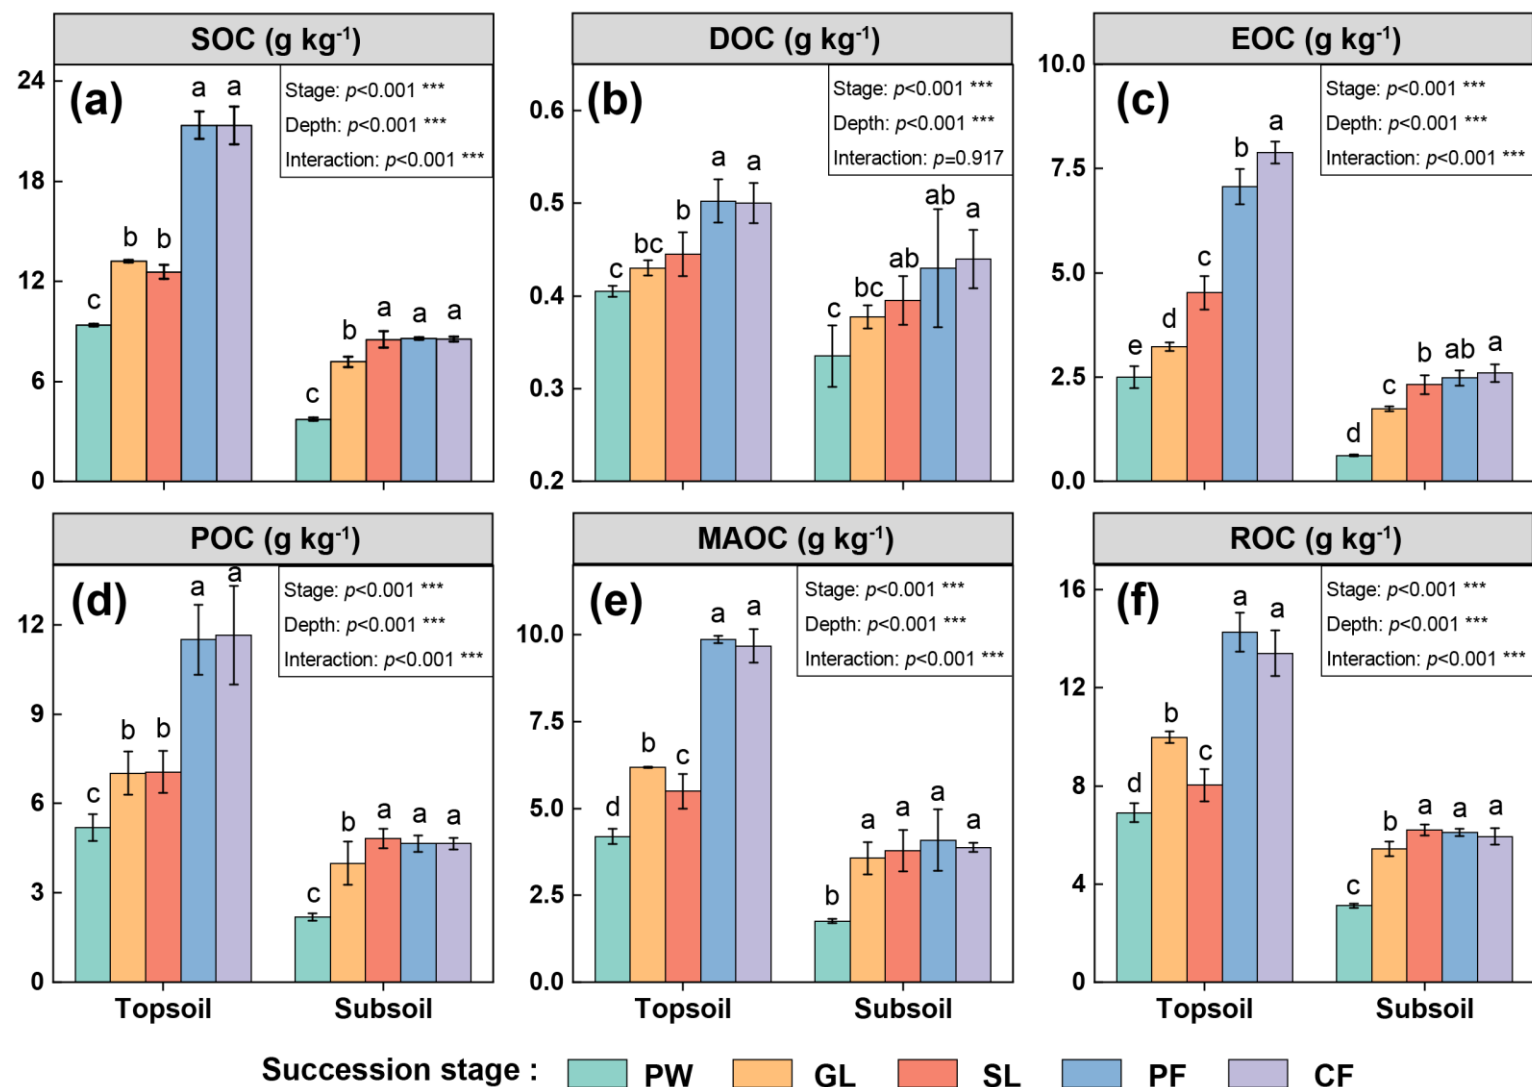 SOC (g kg⁻¹)
(a)
Stage: p<0.001 ***
Depth: p<0.001 ***
Interaction: p<0.001 ***
24
18
12
6
0
c
b
b
a
a
c
b
a
a
a
DOC (g kg⁻¹)
(b)
Stage: p<0.001 ***
Depth: p<0.001 ***
Interaction: p=0.917
0.6
0.5
0.4
0.3
0.2
c
bc
b
a
a
c
bc
ab
ab
a
EOC (g kg⁻¹)
(c)
Stage: p<0.001 ***
Depth: p<0.001 ***
Interaction: p<0.001 ***
10.0
7.5
5.0
2.5
0.0
e
d
c
b
a
d
c
b
ab
a
POC (g kg⁻¹)
(d)
Stage: p<0.001 ***
Depth: p<0.001 ***
Interaction: p<0.001 ***
12
9
6
3
0
c
b
b
a
a
c
b
a
a
a
Topsoil Subsoil
MAOC (g kg⁻¹)
(e)
Stage: p<0.001 ***
Depth: p<0.001 ***
Interaction: p<0.001 ***
10.0
7.5
5.0
2.5
0.0
d
b
c
a
a
b
a
a
a
a
Topsoil Subsoil
ROC (g kg⁻¹)
(f)
Stage: p<0.001 ***
Depth: p<0.001 ***
Interaction: p<0.001 ***
16
12
8
4
0
d
b
c
a
a
c
b
a
a
a
Topsoil Subsoil
Succession stage : PW GL SL PF CF